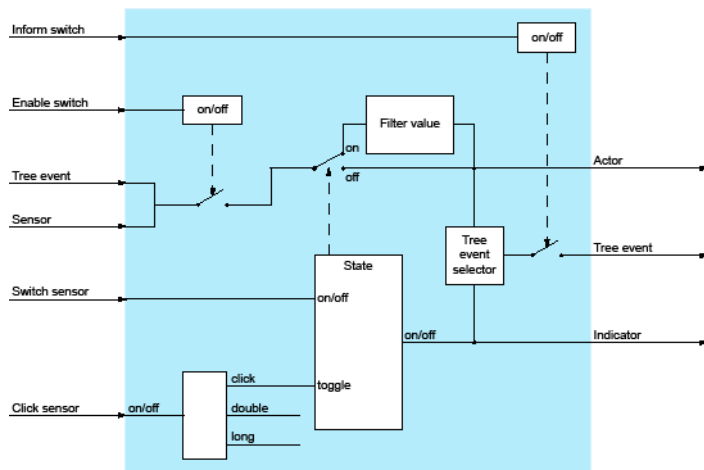 Inform switch
on/off
Enable switch
on/off
Filter value
on
Actor
off
Tree event
Sensor
Tree
event
selector
Tree event
State
Switch sensor
on/off
on/off
Indicator
click
toggle
Click sensor
on/off
double
long